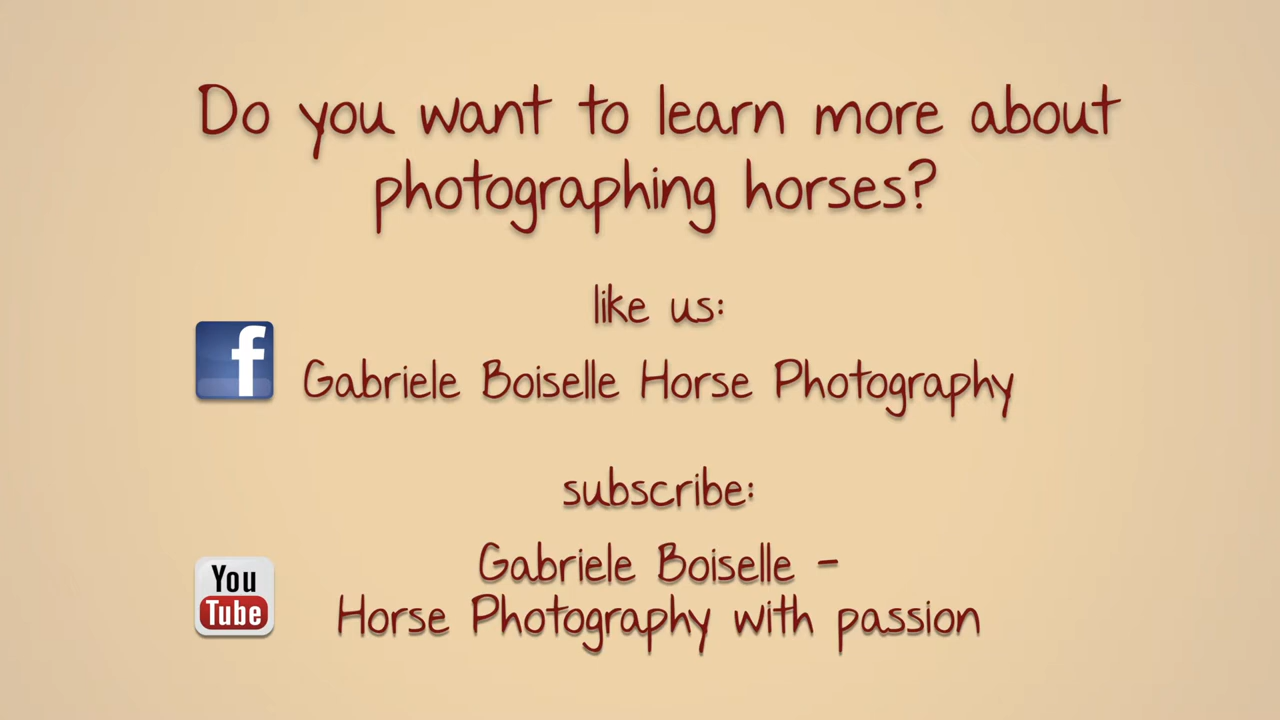 Do you want to learn more about
photographing horses?
like us:
f
Gabriele Boiselle Horse Photography
subscribe:
Gabriele Boiselle -
You
Tube
Horse Photography with passion